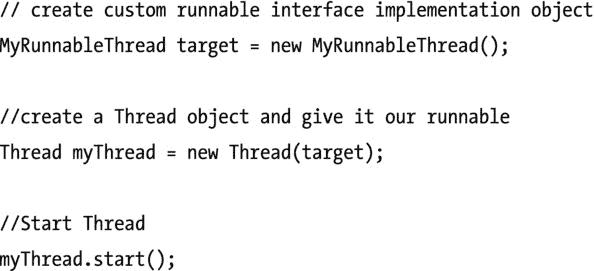 // create custom runnable interface implementation object
MyRunnableThread target = new MyRunnableThread();
//create a Thread object and give it our runnable
Thread myThread = new Thread(target);
//Start Thread
myThread.start();